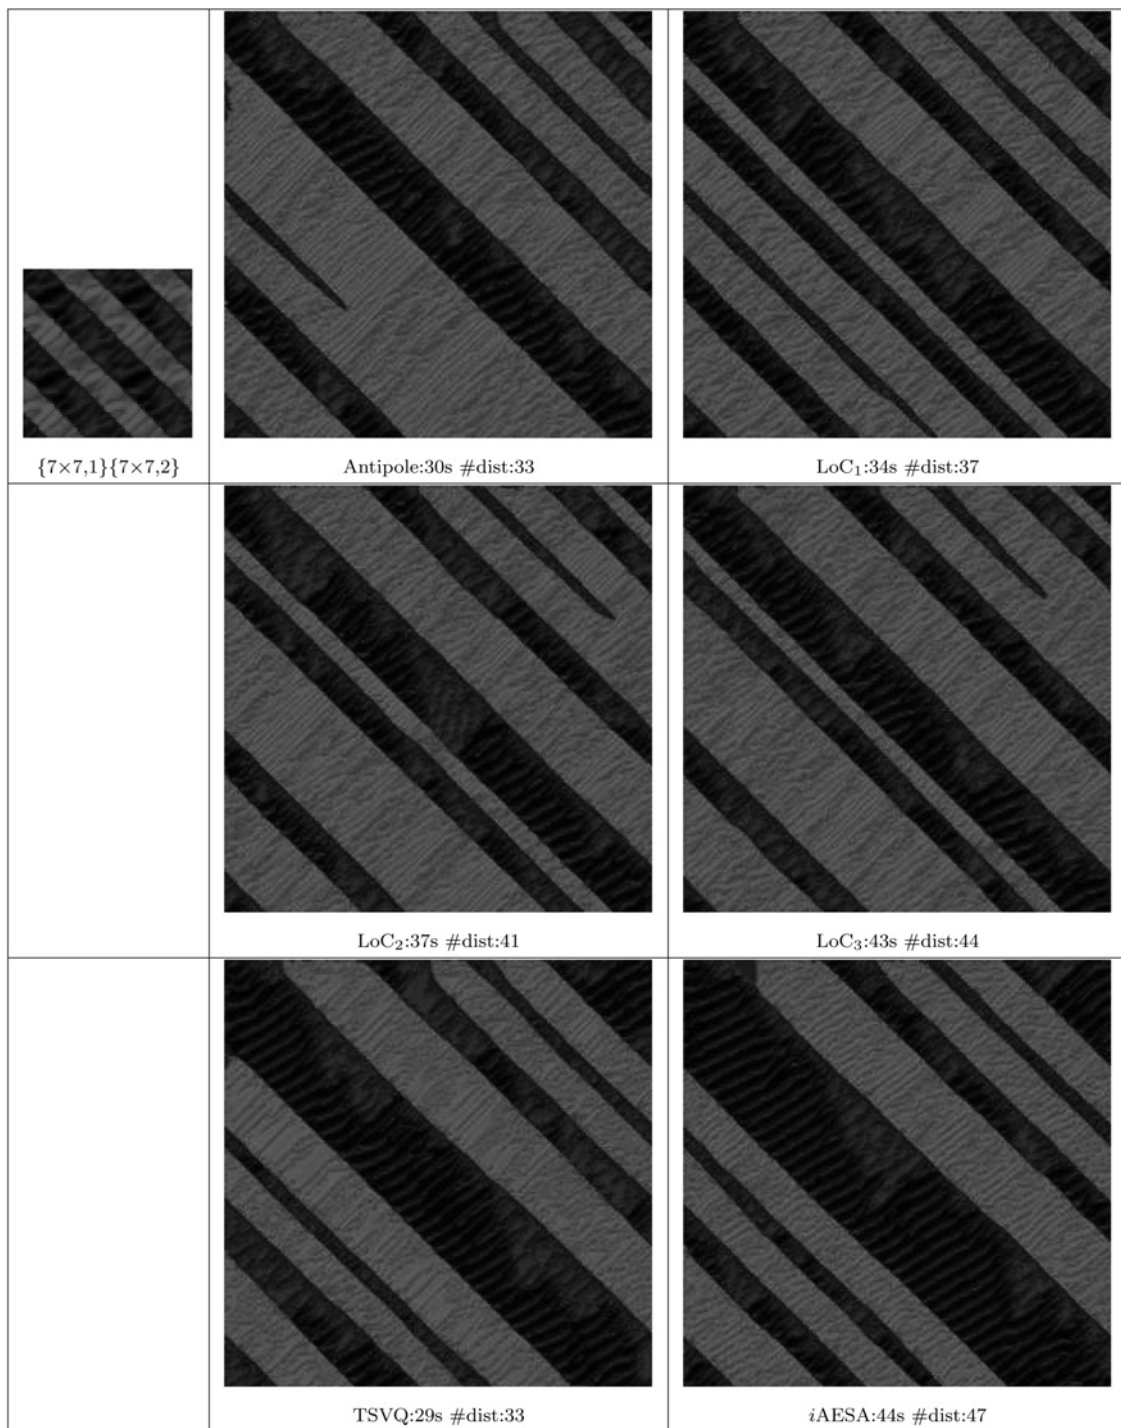 {7×7,1}{7×7,2} Antipole:30s #dist:33 LoC₁:34s #dist:37
LoC₂:37s #dist:41 LoC₃:43s #dist:44
TSVQ:29s #dist:33 iAESA:44s #dist:47